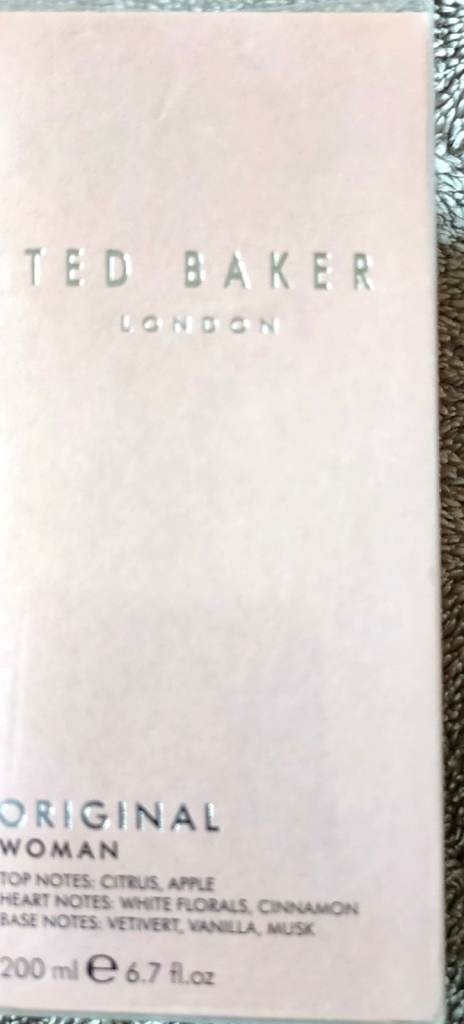 TED BAKER
LONDON
ORIGINAL
WOMAN
TOP NOTES: CITRUS, APPLE
HEART NOTES: WHITE FLORALS, CINNAMON
BASE NOTES: VETIVERT, VANILLA, MUSK
200 ml e 6.7 fl.oz